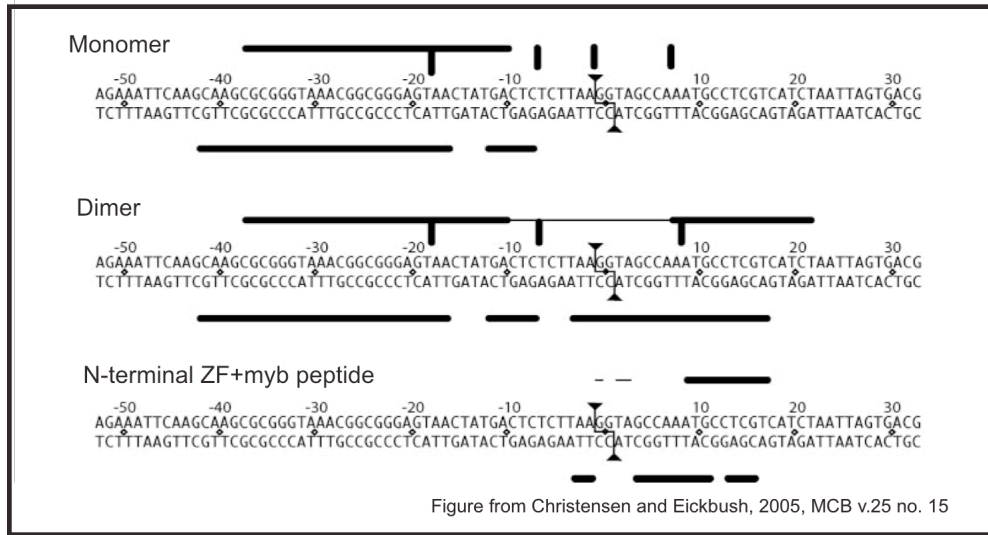 Monomer
-50 -40 -30 -20 -10 10 20 30
AGAAATTCAAGCAAGCGCGGGTAAACGGCGGGAGTAACTATGACTCTCTTAAGGTAGCCAAATGCCTCGTCATCTAATTAGTGACG
TCTTTAAGTTCGTTCGCGCCCATTTGCCGCCCTCATTGATACTGAGAGAATTCCATCGGTTTACGGAGCAGTAGATTAATCACTGC
Dimer
-50 -40 -30 -20 -10 10 20 30
AGAAATTCAAGCAAGCGCGGGTAAACGGCGGGAGTAACTATGACTCTCTTAAGGTAGCCAAATGCCTCGTCATCTAATTAGTGACG
TCTTTAAGTTCGTTCGCGCCCATTTGCCGCCCTCATTGATACTGAGAGAATTCCATCGGTTTACGGAGCAGTAGATTAATCACTGC
N-terminal ZF+myb peptide
-50 -40 -30 -20 -10 10 20 30
AGAAATTCAAGCAAGCGCGGGTAAACGGCGGGAGTAACTATGACTCTCTTAAGGTAGCCAAATGCCTCGTCATCTAATTAGTGACG
TCTTTAAGTTCGTTCGCGCCCATTTGCCGCCCTCATTGATACTGAGAGAATTCCATCGGTTTACGGAGCAGTAGATTAATCACTGC
Figure from Christensen and Eickbush, 2005, MCB v.25 no. 15